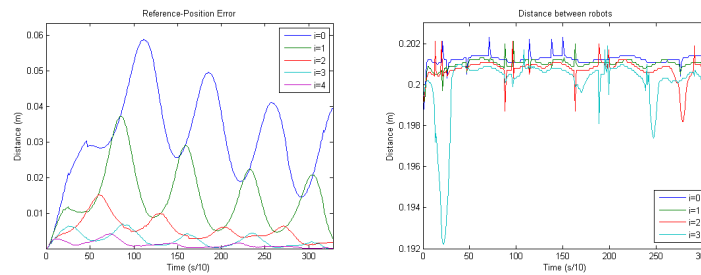 Reference-Position Error
Distance (m)
0.06
0.05
0.04
0.03
0.02
0.01
0 50 100 150 200 250 300
Time (s/10)
i=0
i=1
i=2
i=3
i=4
Distance between robots
Distance (m)
0.202
0.2
0.198
0.196
0.194
0.192
0 50 100 150 200 250 300
Time (s/10)
i=0
i=1
i=2
i=3